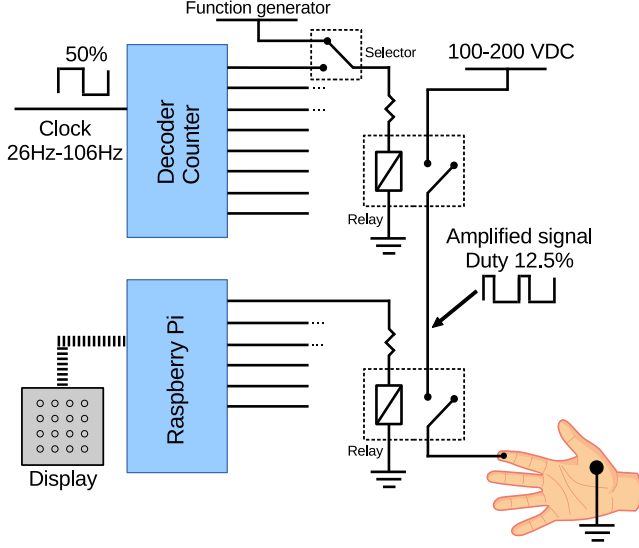 Function generator
50%
Selector
100-200 VDC
Clock
26Hz-106Hz
Decoder
Counter
Relay
Amplified signal
Duty 12.5%
Raspberry Pi
Relay
Display